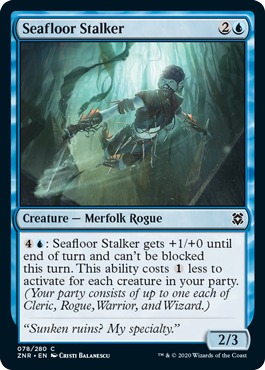 Seafloor Stalker 2
Creature — Merfolk Rogue
4 : Seafloor Stalker gets +1/+0 until
end of turn and can't be blocked
this turn. This ability costs 1 less to
activate for each creature in your party.
(Your party consists of up to one each of
Cleric, Rogue, Warrior, and Wizard.)
"Sunken ruins? My specialty."
2/3
078/280 C
ZNR • EN CRISTI BALANESCU
™ & © 2020 Wizards of the Coast